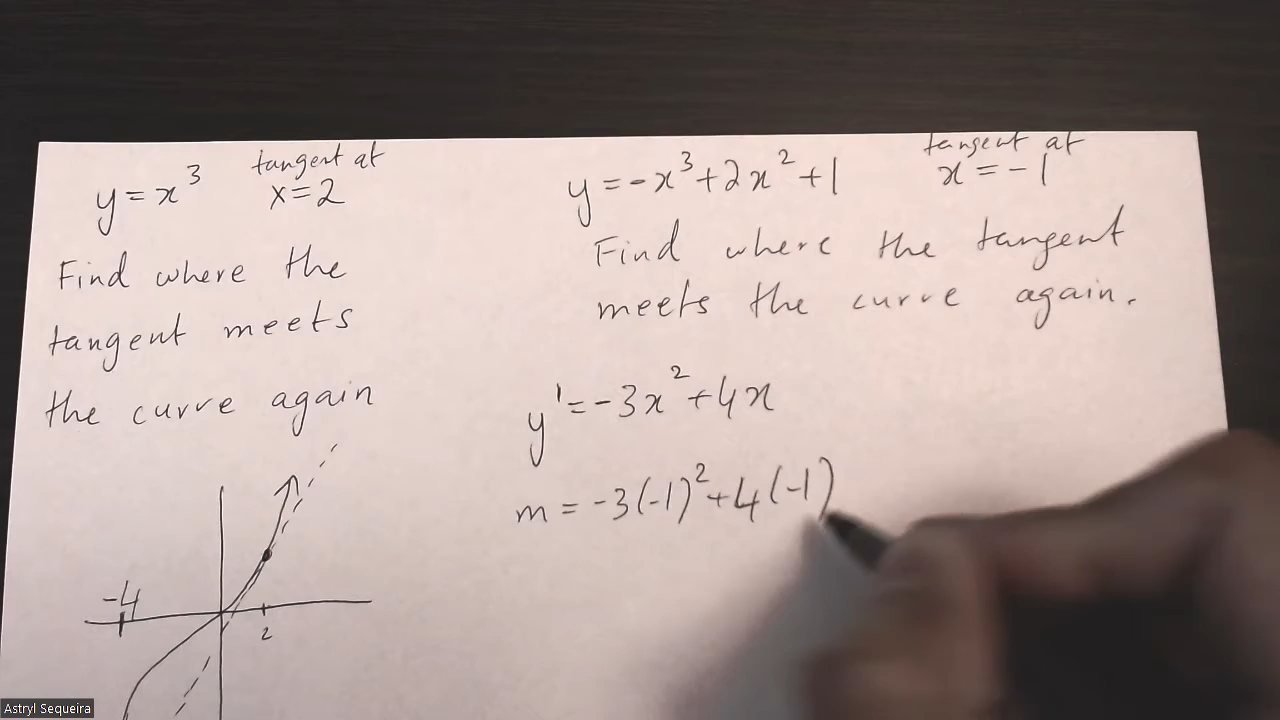 y = x³ tangent at x = 2
Find where the
tangent meets
the curve again
-4
2
y = -x³ + 2x² + 1 tangent at x = -1
Find where the tangent
meets the curve again.
y' = -3x² + 4x
m = -3(-1)² + 4(-1)
Astryl Sequeira